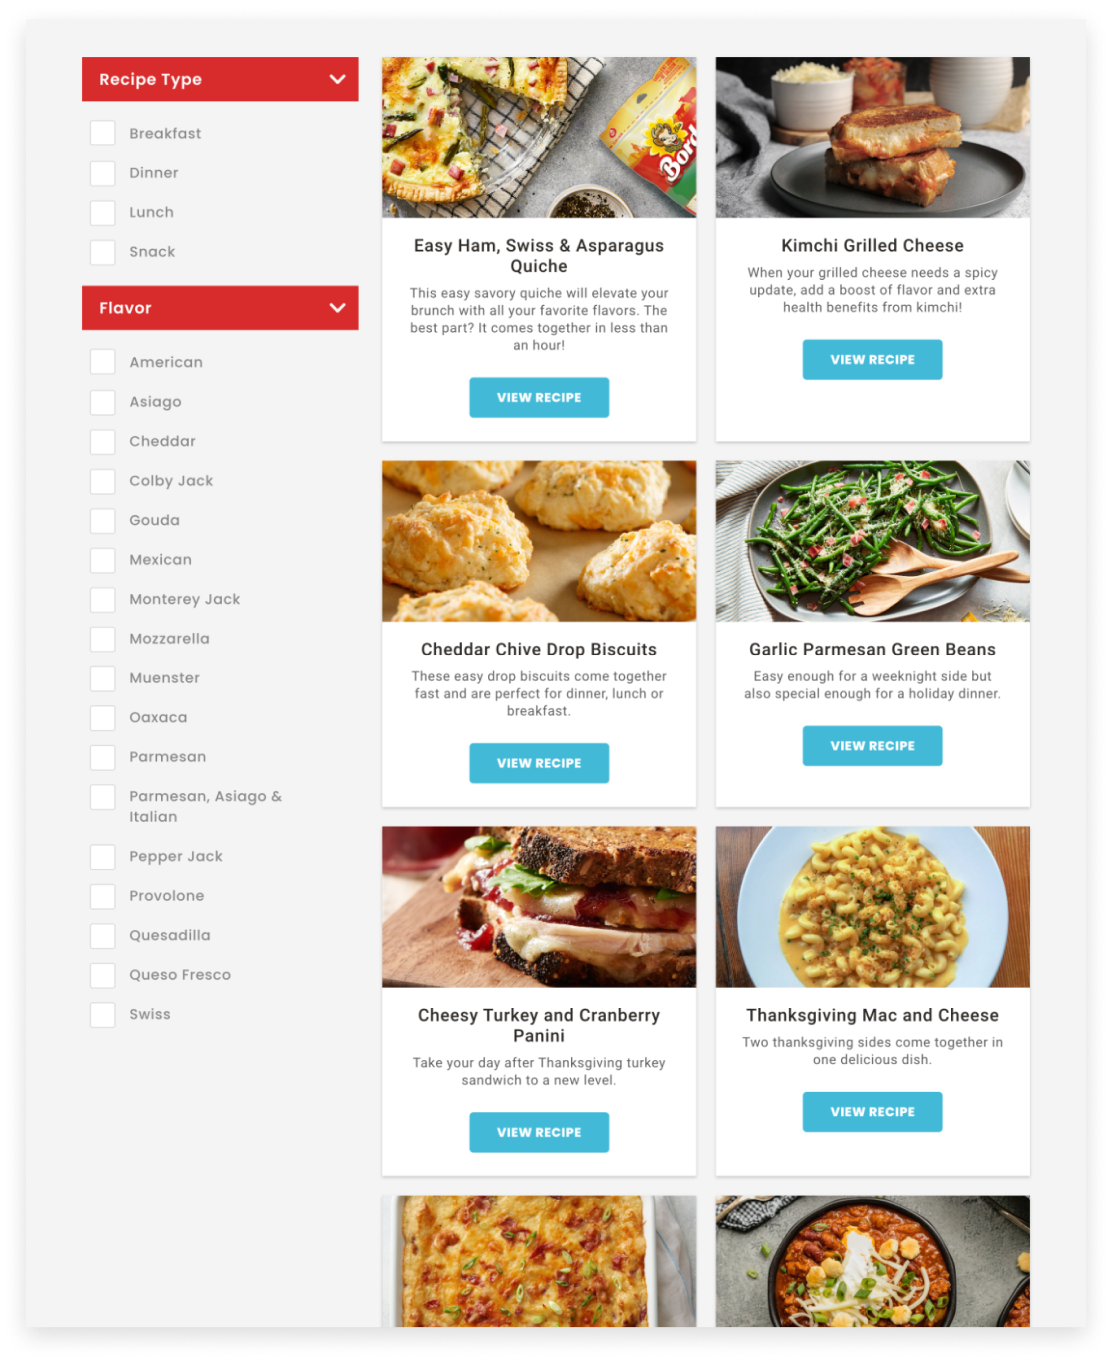 Recipe Type
Breakfast
Dinner
Lunch
Snack
Flavor
American
Asiago
Cheddar
Colby Jack
Gouda
Mexican
Monterey Jack
Mozzarella
Muenster
Oaxaca
Parmesan
Parmesan, Asiago &
Italian
Pepper Jack
Provolone
Quesadilla
Queso Fresco
Swiss
Bord
Easy Ham, Swiss & Asparagus
Quiche
This easy savory quiche will elevate your
brunch with all your favorite flavors. The
best part? It comes together in less than
an hour!
VIEW RECIPE
Kimchi Grilled Cheese
When your grilled cheese needs a spicy
update, add a boost of flavor and extra
health benefits from kimchi!
VIEW RECIPE
Cheddar Chive Drop Biscuits
These easy drop biscuits come together
fast and are perfect for dinner, lunch or
breakfast.
VIEW RECIPE
Garlic Parmesan Green Beans
Easy enough for a weeknight side but
also special enough for a holiday dinner.
VIEW RECIPE
Cheesy Turkey and Cranberry
Panini
Take your day after Thanksgiving turkey
sandwich to a new level.
VIEW RECIPE
Thanksgiving Mac and Cheese
Two thanksgiving sides come together in
one delicious dish.
VIEW RECIPE